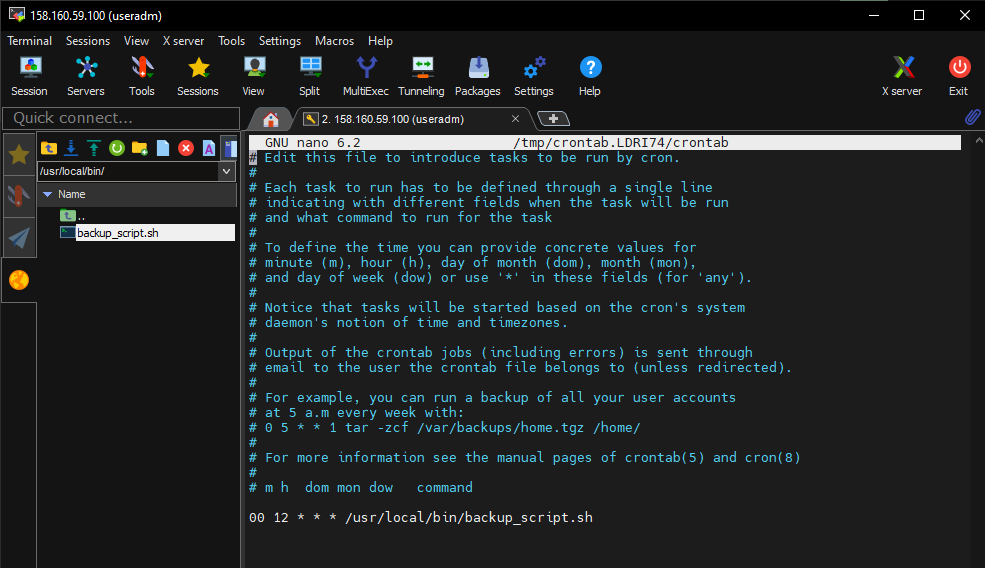 158.160.59.100 (useradm)
Terminal Sessions View X server Tools Settings Macros Help
Session Servers Tools Sessions View Split MultiExec Tunneling Packages Settings Help X server Exit
Quick connect...
2. 158.160.59.100 (useradm)
/usr/local/bin/
Name
..
backup_script.sh
GNU nano 6.2 /tmp/crontab.LDRI74/crontab
# Edit this file to introduce tasks to be run by cron.
#
# Each task to run has to be defined through a single line
# indicating with different fields when the task will be run
# and what command to run for the task
#
# To define the time you can provide concrete values for
# minute (m), hour (h), day of month (dom), month (mon),
# and day of week (dow) or use '*' in these fields (for 'any').
#
# Notice that tasks will be started based on the cron's system
# daemon's notion of time and timezones.
#
# Output of the crontab jobs (including errors) is sent through
# email to the user the crontab file belongs to (unless redirected).
#
# For example, you can run a backup of all your user accounts
# at 5 a.m every week with:
# 0 5 * * 1 tar -zcf /var/backups/home.tgz /home/
#
# For more information see the manual pages of crontab(5) and cron(8)
#
# m h  dom mon dow   command
00 12 * * * /usr/local/bin/backup_script.sh